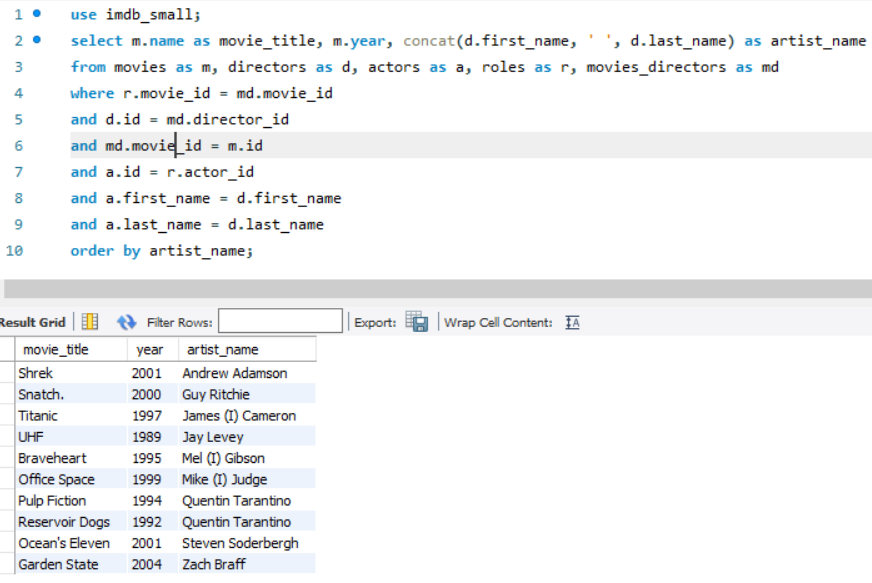 1 use imdb_small;
2 select m.name as movie_title, m.year, concat(d.first_name, ' ', d.last_name) as artist_name
3 from movies as m, directors as d, actors as a, roles as r, movies_directors as md
4 where r.movie_id = md.movie_id
5 and d.id = md.director_id
6 and md.movie_id = m.id
7 and a.id = r.actor_id
8 and a.first_name = d.first_name
9 and a.last_name = d.last_name
10 order by artist_name;
Result Grid Filter Rows: Export: Wrap Cell Content: IA
movie_title year artist_name
Shrek 2001 Andrew Adamson
Snatch. 2000 Guy Ritchie
Titanic 1997 James (I) Cameron
UHF 1989 Jay Levey
Braveheart 1995 Mel (I) Gibson
Office Space 1999 Mike (I) Judge
Pulp Fiction 1994 Quentin Tarantino
Reservoir Dogs 1992 Quentin Tarantino
Ocean's Eleven 2001 Steven Soderbergh
Garden State 2004 Zach Braff